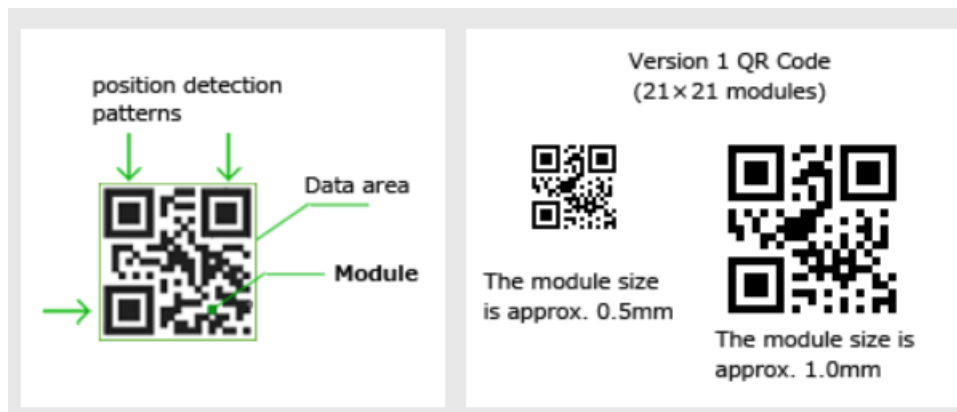 position detection
patterns
Data area
Module
Version 1 QR Code
(21×21 modules)
The module size
is approx. 0.5mm
The module size is
approx. 1.0mm